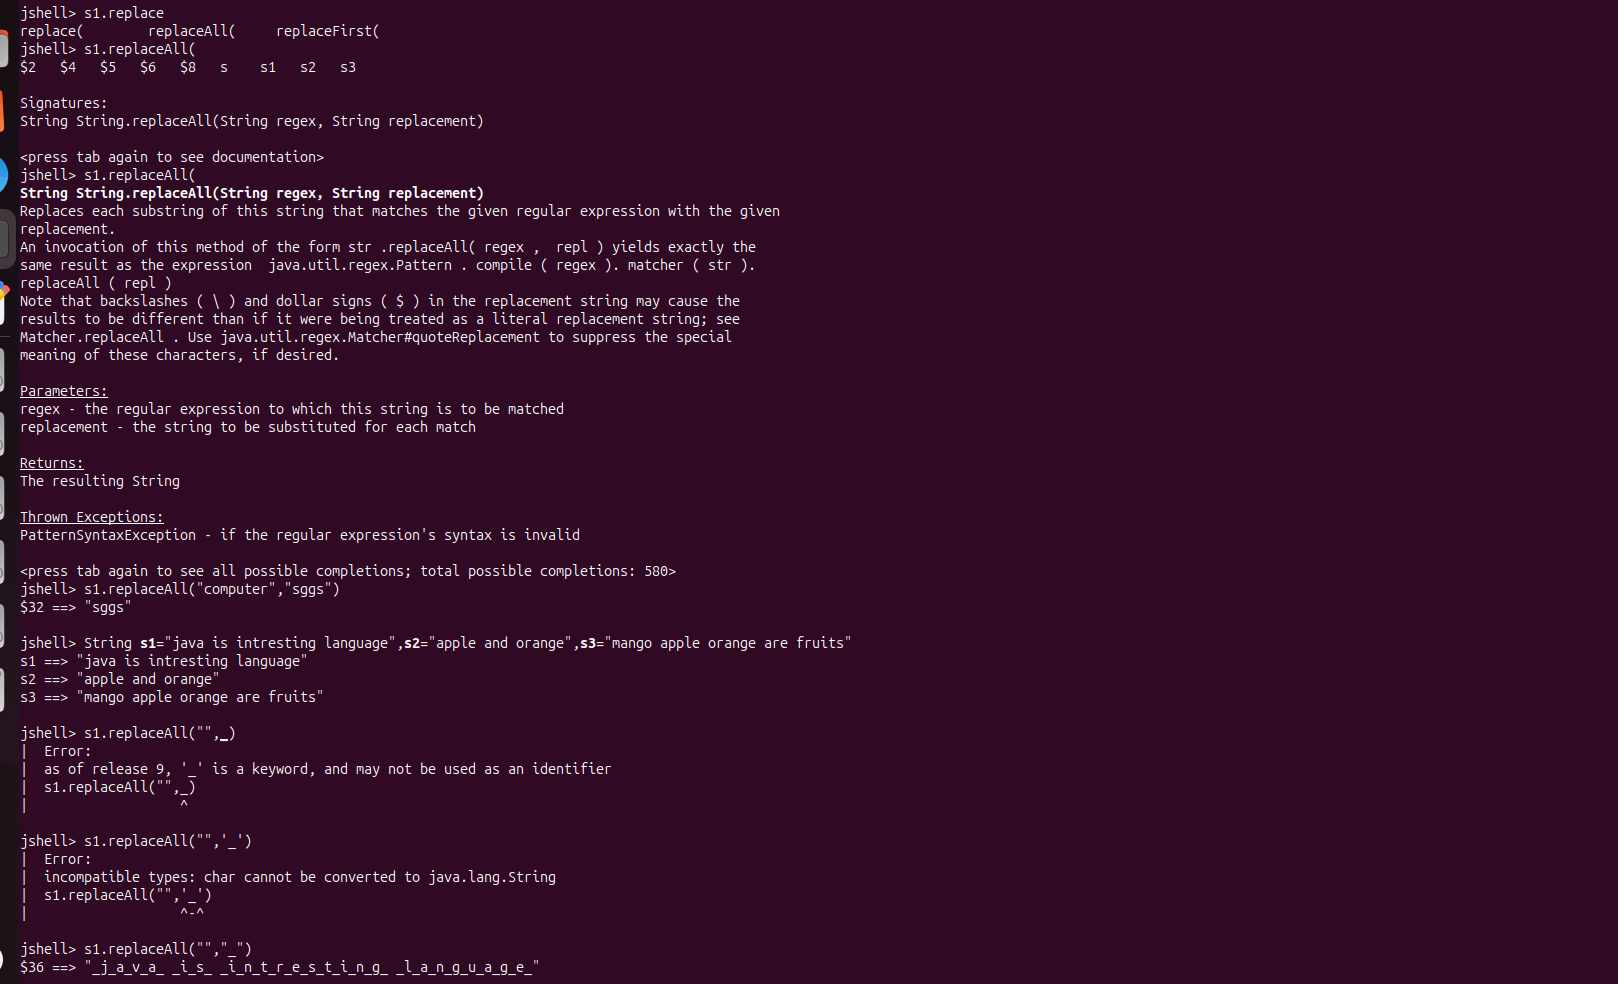 jshell> s1.replace
replace(        replaceAll(     replaceFirst(
jshell> s1.replaceAll(
$2   $4   $5   $6   $8   s    s1   s2   s3
Signatures:
String String.replaceAll(String regex, String replacement)
<press tab again to see documentation>
jshell> s1.replaceAll(
String String.replaceAll(String regex, String replacement)
Replaces each substring of this string that matches the given regular expression with the given
replacement.
An invocation of this method of the form str .replaceAll( regex ,  repl ) yields exactly the
same result as the expression  java.util.regex.Pattern . compile ( regex ). matcher ( str ).
replaceAll ( repl )
Note that backslashes ( \ ) and dollar signs ( $ ) in the replacement string may cause the
results to be different than if it were being treated as a literal replacement string; see
Matcher.replaceAll . Use java.util.regex.Matcher#quoteReplacement to suppress the special
meaning of these characters, if desired.
Parameters:
regex - the regular expression to which this string is to be matched
replacement - the string to be substituted for each match
Returns:
The resulting String
Thrown Exceptions:
PatternSyntaxException - if the regular expression's syntax is invalid
<press tab again to see all possible completions; total possible completions: 580>
jshell> s1.replaceAll("computer","sggs")
$32 ==> "sggs"
jshell> String s1="java is intresting language",s2="apple and orange",s3="mango apple orange are fruits"
s1 ==> "java is intresting language"
s2 ==> "apple and orange"
s3 ==> "mango apple orange are fruits"
jshell> s1.replaceAll("",_)
|  Error:
|  as of release 9, '_' is a keyword, and may not be used as an identifier
|  s1.replaceAll("",_)
|                   ^
jshell> s1.replaceAll("",'_')
|  Error:
|  incompatible types: char cannot be converted to java.lang.String
|  s1.replaceAll("",'_')
|                   ^-^
jshell> s1.replaceAll("","_")
$36 ==> "_j_a_v_a_ _i_s_ _i_n_t_r_e_s_t_i_n_g_ _l_a_n_g_u_a_g_e_"